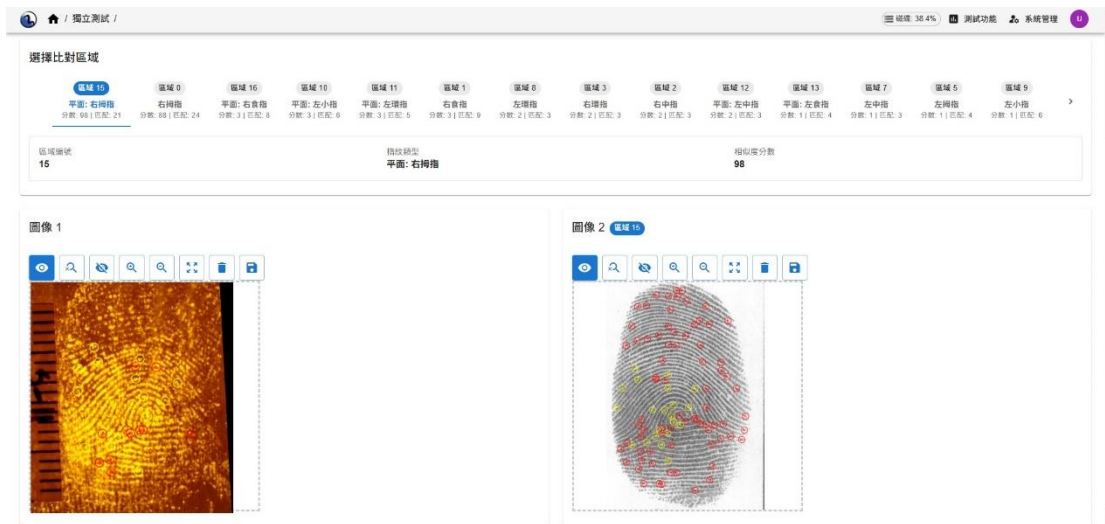 / 獨立測試 /
磁碟: 38.4%
測試功能
系統管理
U
選擇比對區域
區域 15
平面: 右拇指
分數: 98 | 匹配: 21
區域 0
右拇指
分數: 88 | 匹配: 24
區域 16
平面: 右食指
分數: 3 | 匹配: 8
區域 10
平面: 左小指
分數: 3 | 匹配: 6
區域 11
平面: 左環指
分數: 3 | 匹配: 5
區域 1
右食指
分數: 3 | 匹配: 9
區域 8
左環指
分數: 2 | 匹配: 3
區域 3
右環指
分數: 2 | 匹配: 3
區域 2
右中指
分數: 2 | 匹配: 3
區域 12
平面: 左中指
分數: 2 | 匹配: 3
區域 13
平面: 左食指
分數: 1 | 匹配: 4
區域 7
左中指
分數: 1 | 匹配: 3
區域 5
左拇指
分數: 1 | 匹配: 4
區域 9
左小指
分數: 1 | 匹配: 6
區域編號
15
指紋類型
平面: 右拇指
相似度分數
98
圖像 1
圖像 2
區域 15